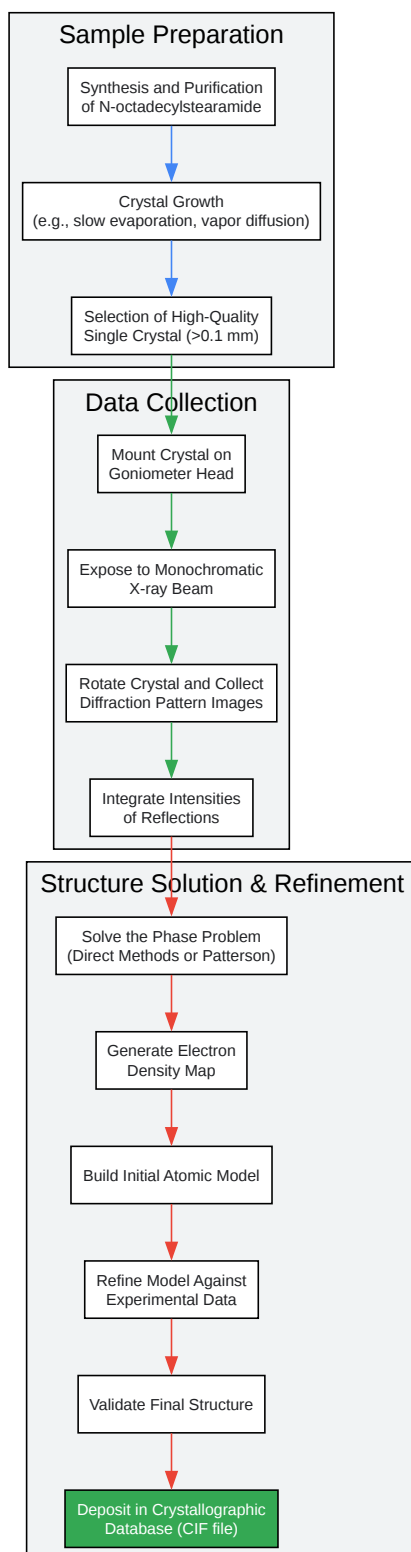 Sample Preparation
Synthesis and Purification
of N-octadecylstearamide
Crystal Growth
(e.g., slow evaporation, vapor diffusion)
Selection of High-Quality
Single Crystal (>0.1 mm)
Data Collection
Mount Crystal on
Goniometer Head
Expose to Monochromatic
X-ray Beam
Rotate Crystal and Collect
Diffraction Pattern Images
Integrate Intensities
of Reflections
Structure Solution & Refinement
Solve the Phase Problem
(Direct Methods or Patterson)
Generate Electron
Density Map
Build Initial Atomic Model
Refine Model Against
Experimental Data
Validate Final Structure
Deposit in Crystallographic
Database (CIF file)